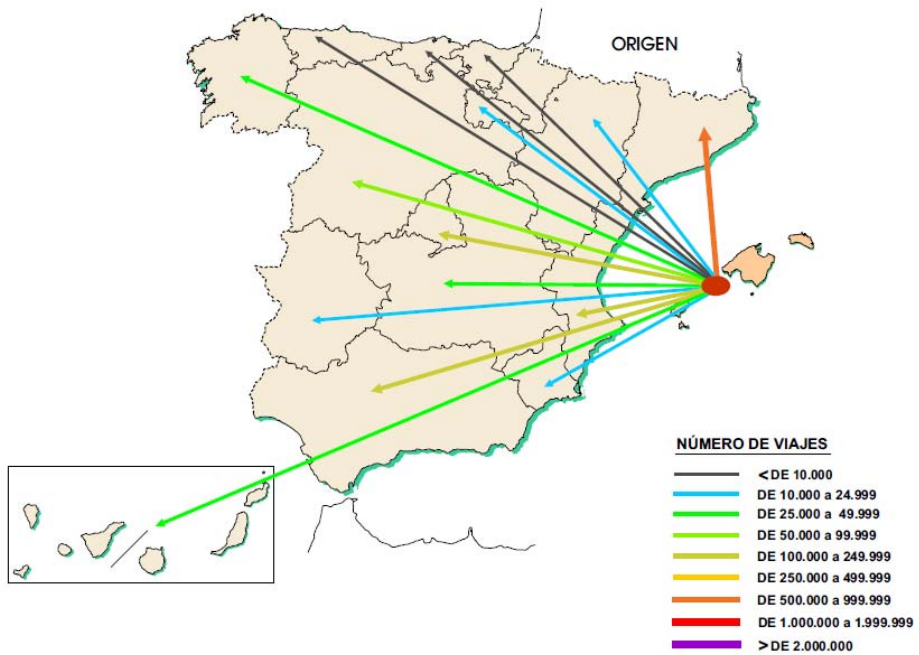 ORIGEN
NÚMERO DE VIAJES
< DE 10.000
DE 10.000 a 24.999
DE 25.000 a 49.999
DE 50.000 a 99.999
DE 100.000 a 249.999
DE 250.000 a 499.999
DE 500.000 a 999.999
DE 1.000.000 a 1.999.999
> DE 2.000.000